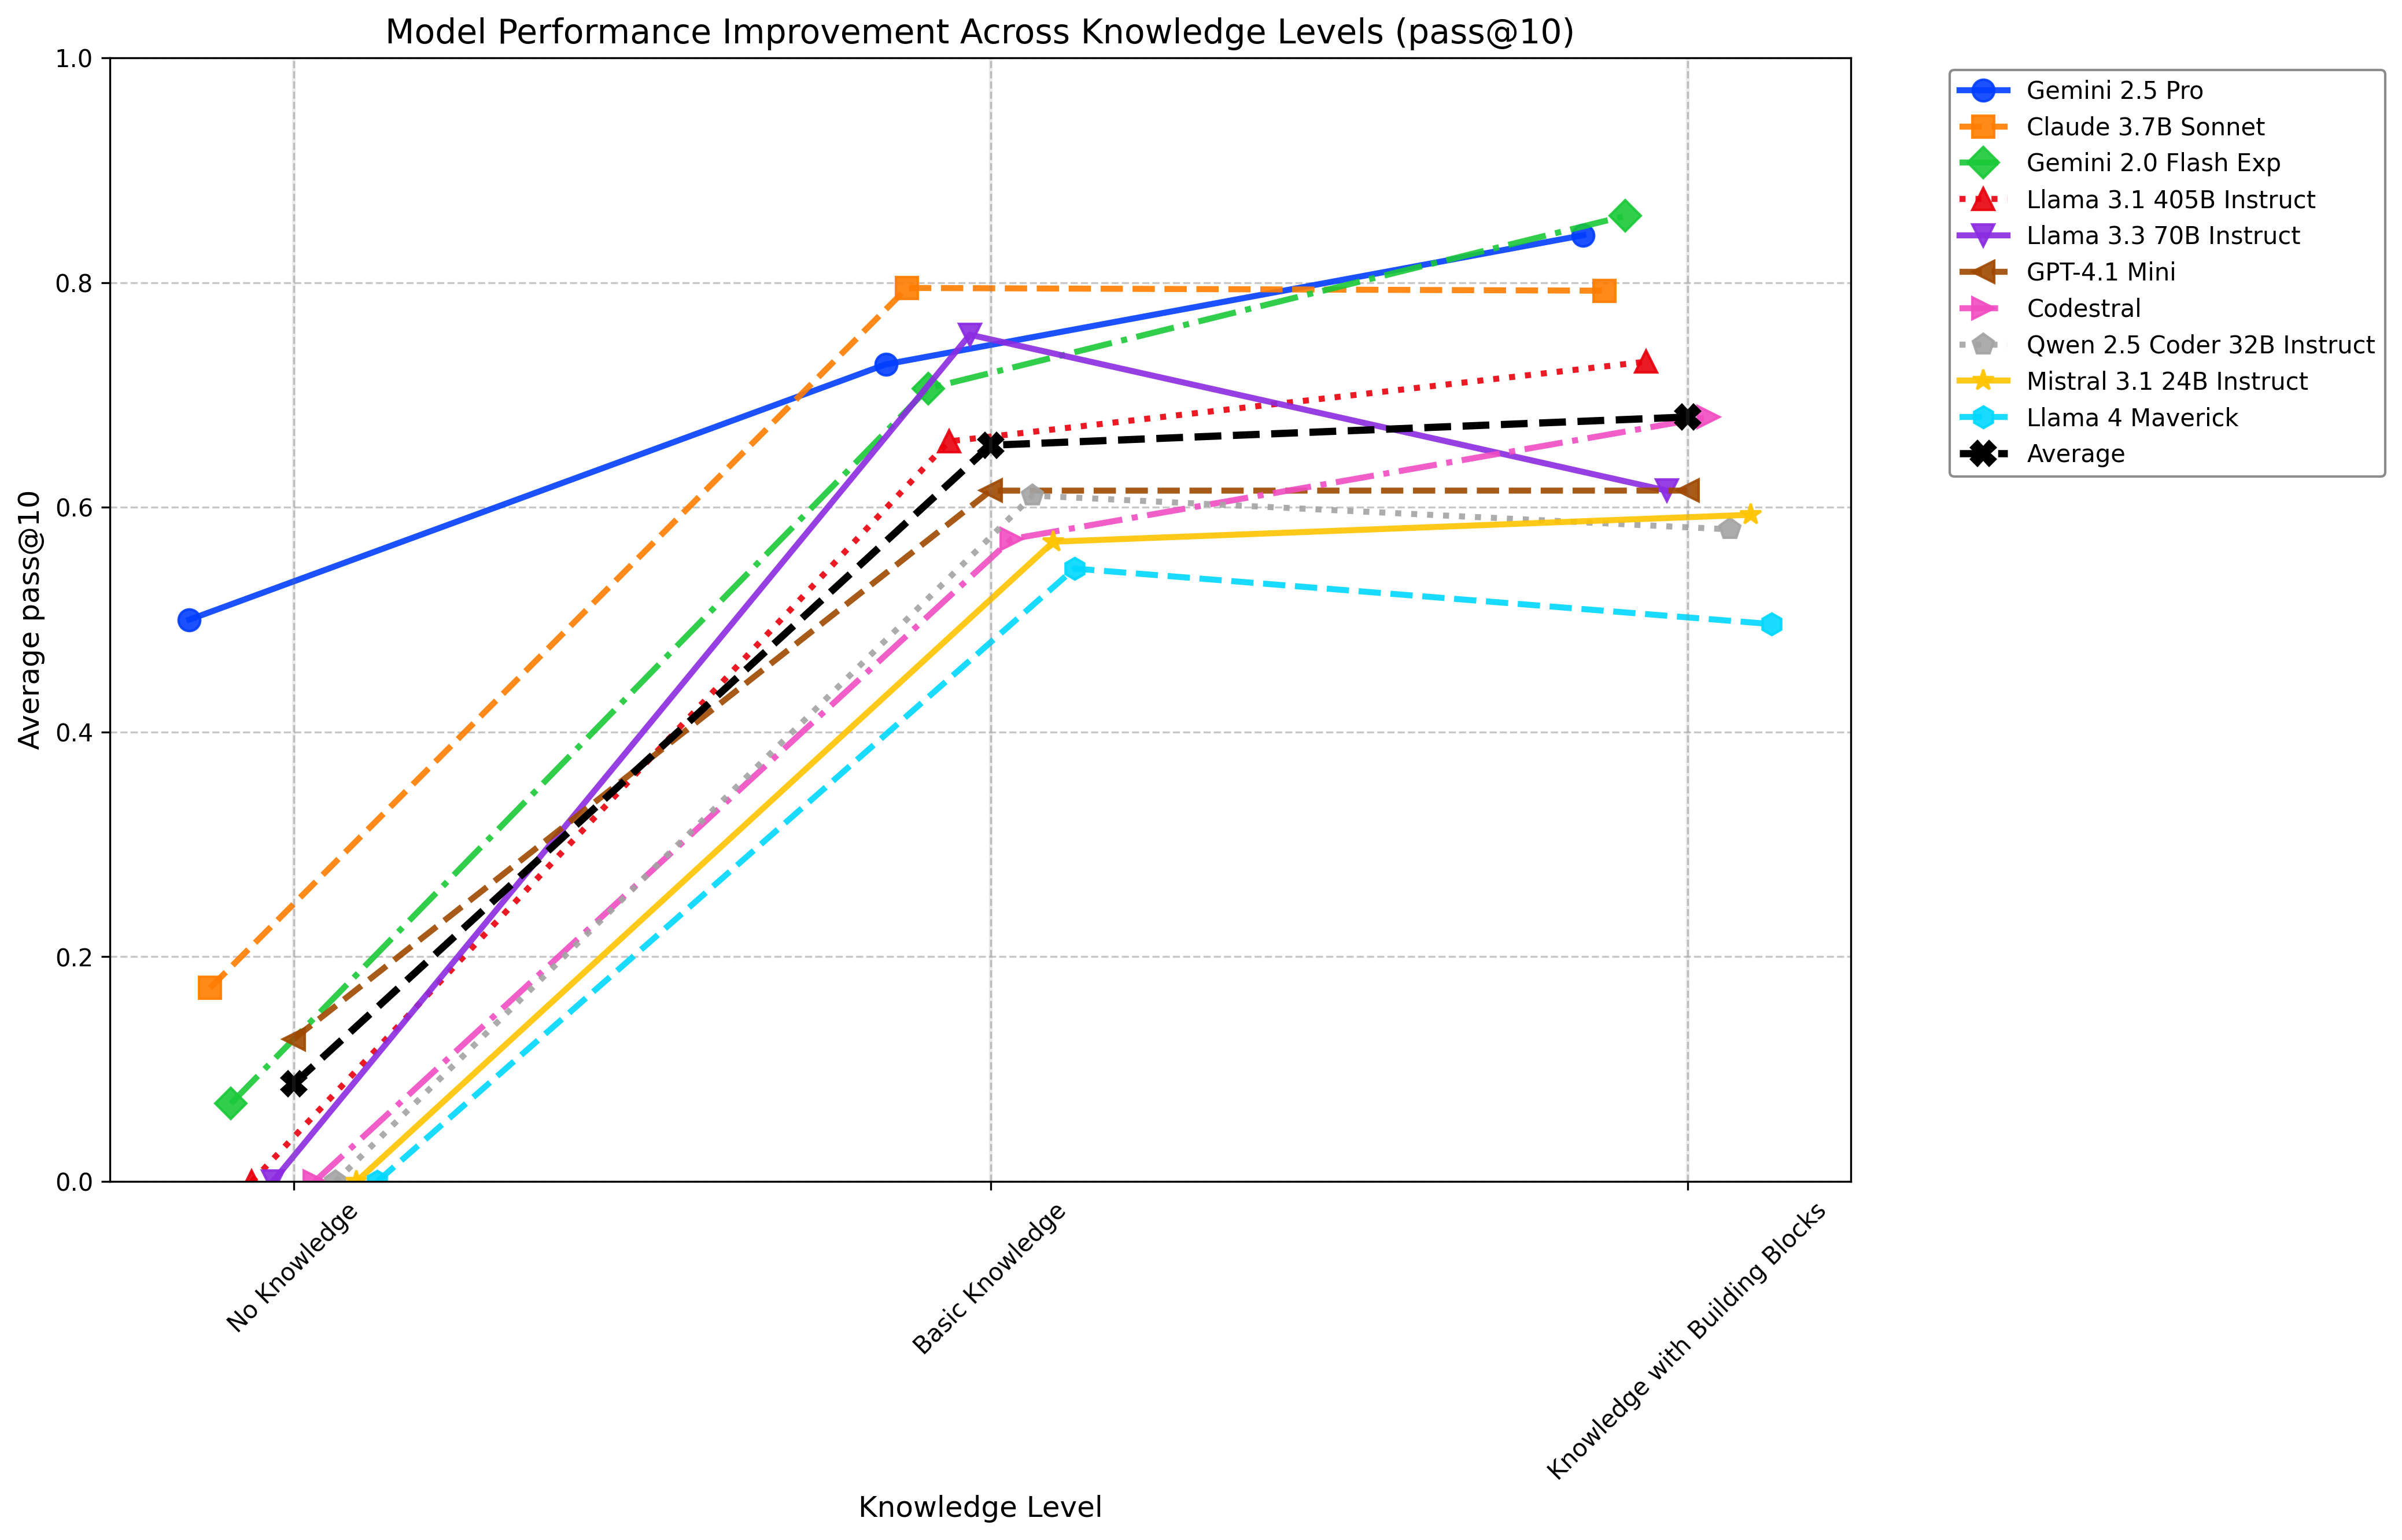 Model Performance Improvement Across Knowledge Levels (pass@10)
1.0
0.8
0.6
0.4
0.2
0.0
Average pass@10
No Knowledge
Basic Knowledge
Knowledge with Building Blocks
Knowledge Level
Gemini 2.5 Pro
Claude 3.7B Sonnet
Gemini 2.0 Flash Exp
Llama 3.1 405B Instruct
Llama 3.3 70B Instruct
GPT-4.1 Mini
Codestral
Qwen 2.5 Coder 32B Instruct
Mistral 3.1 24B Instruct
Llama 4 Maverick
Average